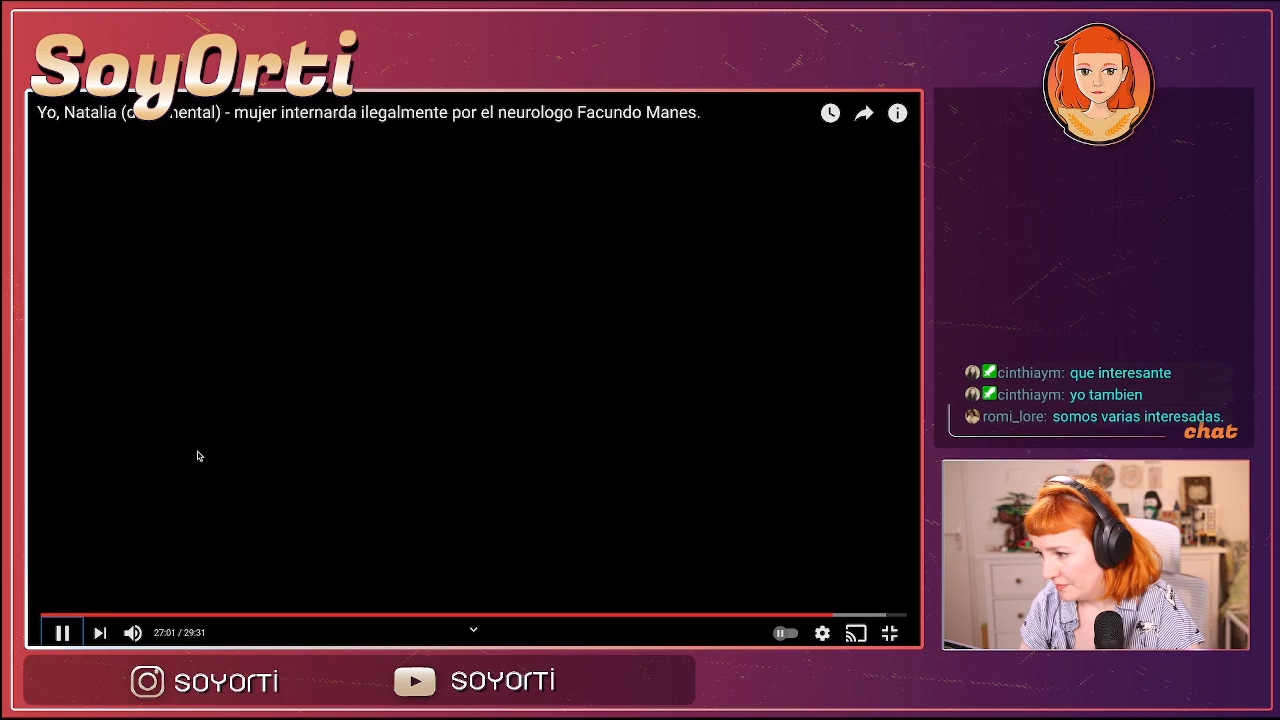 SoyOrti
Yo, Natalia (d mental) - mujer internarda ilegalmente por el neurologo Facundo Manes.
cinthiaym: que interesante
cinthiaym: yo tambien
romi_lore: somos varias interesadas.
chat
27:01 / 29:31
SOYORTI
SOYORTI